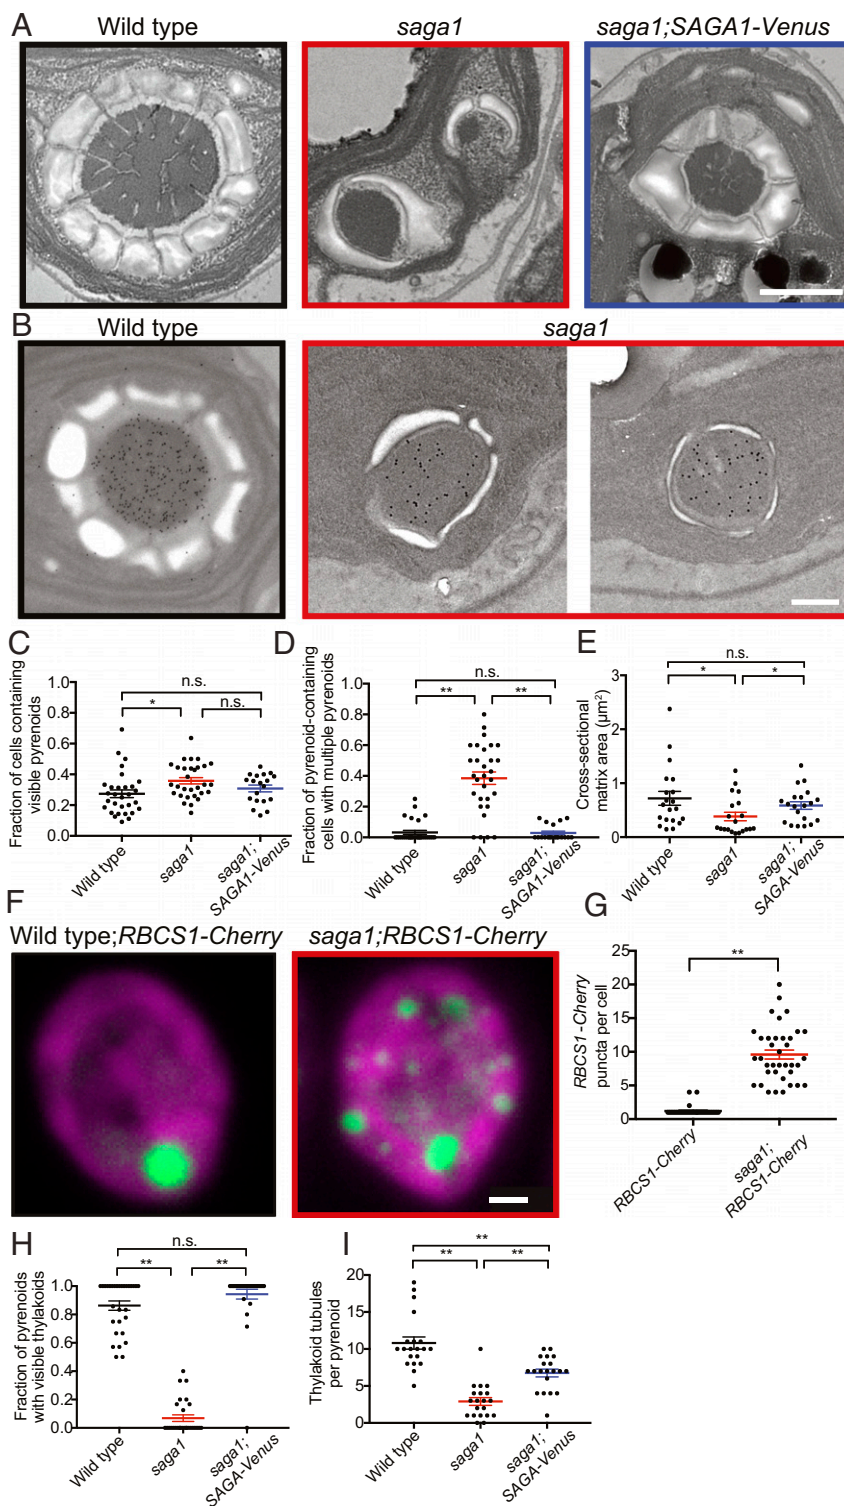 A
Wild type
saga1
saga1;SAGA1-Venus
B
Wild type
saga1
C
Fraction of cells containing
visible pyrenoids
1.0
0.8
0.6
0.4
0.2
0.0
n.s.
*
n.s.
Wild type
saga1
saga1;
SAGA1-Venus
D
Fraction of pyrenoid-containing
cells with multiple pyrenoids
1.0
0.8
0.6
0.4
0.2
0.0
n.s.
**
**
Wild type
saga1
saga1;
SAGA1-Venus
E
Cross-sectional
matrix area (μm²)
3
2
1
0
n.s.
*
*
Wild type
saga1
saga1;
SAGA-Venus
F
Wild type;RBCS1-Cherry
saga1;RBCS1-Cherry
G
RBCS1-Cherry
puncta per cell
25
20
15
10
5
0
**
RBCS1-Cherry
saga1;
RBCS1-Cherry
H
Fraction of pyrenoids
with visible thylakoids
1.0
0.8
0.6
0.4
0.2
0.0
n.s.
**
**
Wild type
saga1
saga1;
SAGA-Venus
I
Thylakoid tubules
per pyrenoid
20
15
10
5
0
**
**
**
Wild type
saga1
saga1;
SAGA-Venus